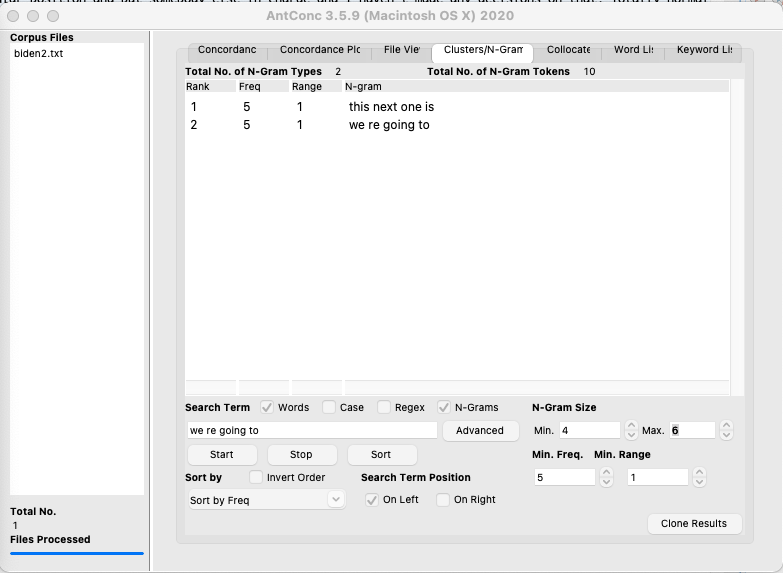 AntConc 3.5.9 (Macintosh OS X) 2020
Corpus Files
biden2.txt
Concordanc Concordance Plo File Vie Clusters/N-Gram Collocate Word Lis Keyword Lis
Total No. of N-Gram Types 2 Total No. of N-Gram Tokens 10
Rank Freq Range N-gram
1 5 1 this next one is
2 5 1 we re going to
Search Term Words Case Regex N-Grams N-Gram Size
we re going to Advanced Min. 4 Max. 6
Start Stop Sort Min. Freq. Min. Range
Sort by Invert Order Search Term Position 5 1
Sort by Freq On Left On Right
Total No.
1
Files Processed
Clone Results